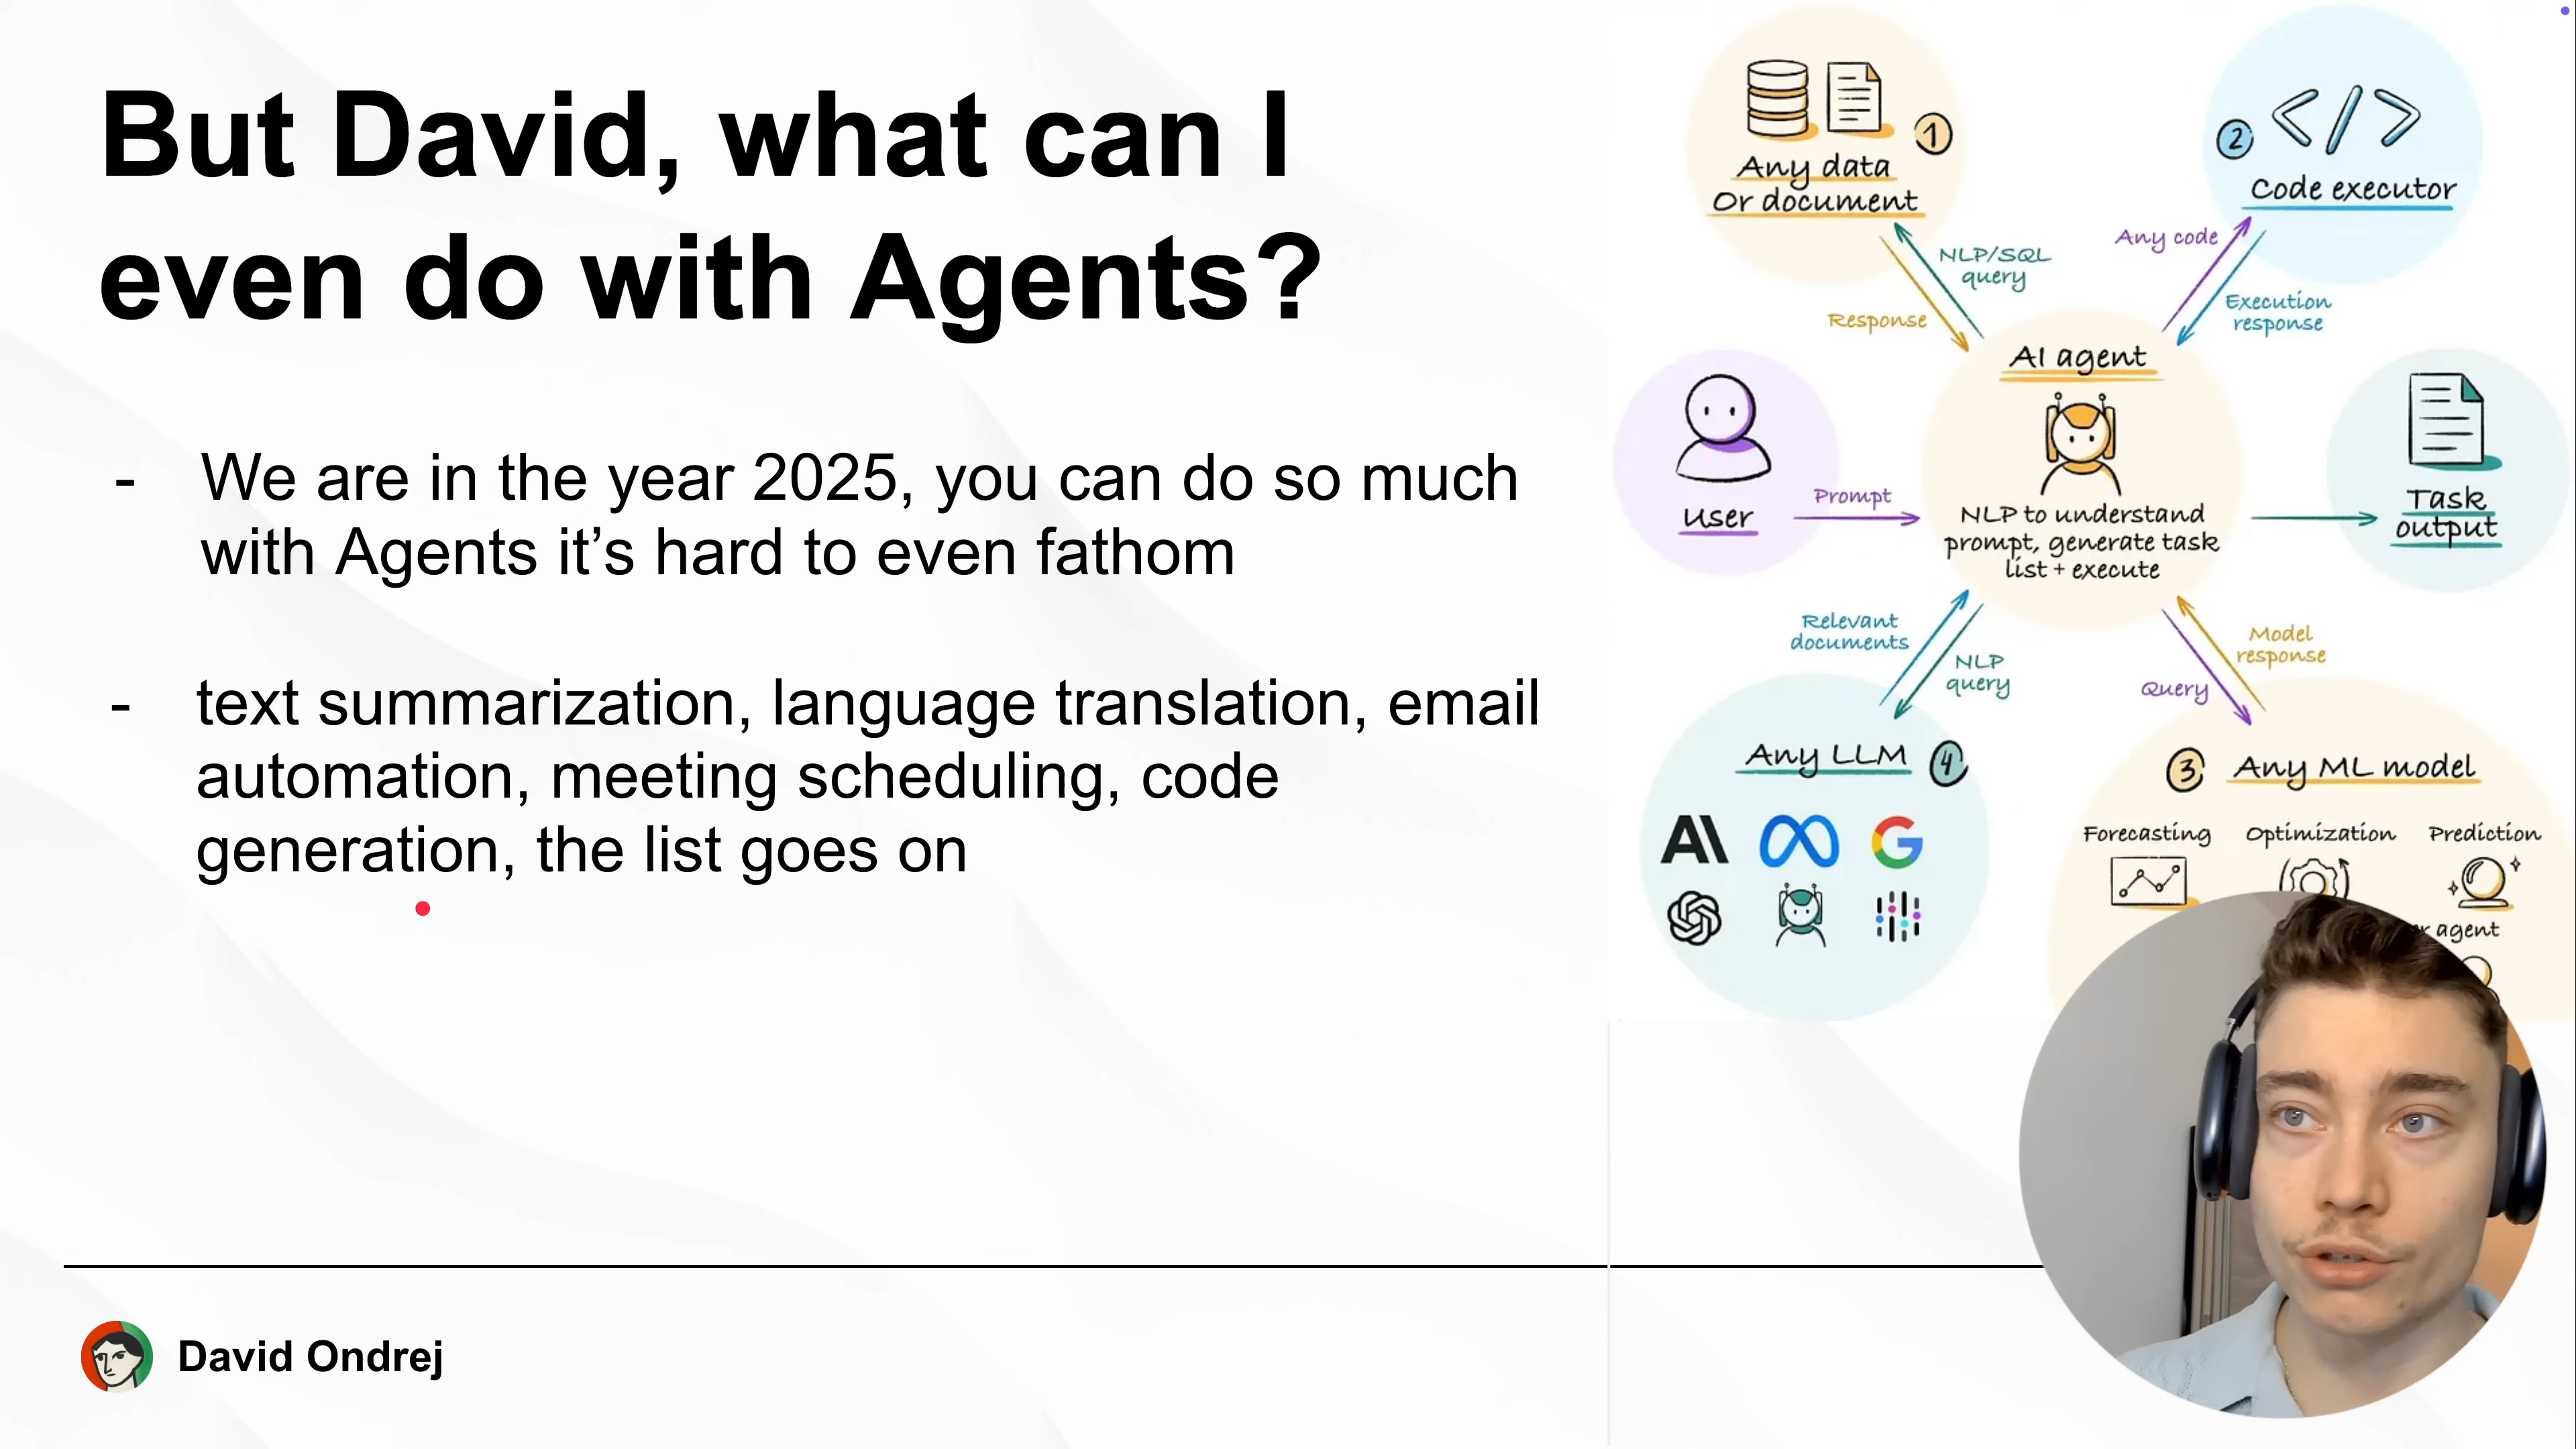 But David, what can I
even do with Agents?
- We are in the year 2025, you can do so much
with Agents it’s hard to even fathom
- text summarization, language translation, email
automation, meeting scheduling, code
generation, the list goes on
David Ondrej
1
Any data
Or document
2
</>
Code executor
NLP/SQL
query
Response
Any code
Execution
response
User
Prompt
AI agent
NLP to understand
prompt, generate task
list + execute
Task
output
Relevant
documents
NLP
query
Model
response
Query
Any LLM 4
3 Any ML model
Forecasting Optimization Prediction
agent